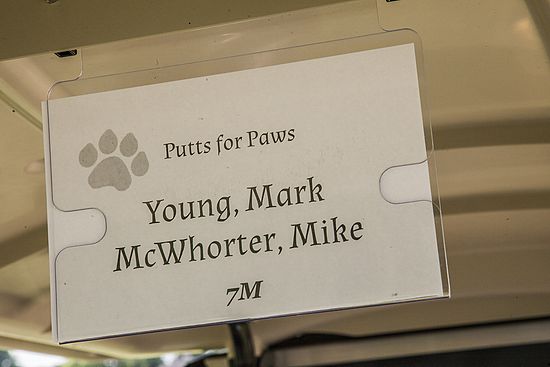 Putts for Paws
Young, Mark
McWhorter, Mike
7M